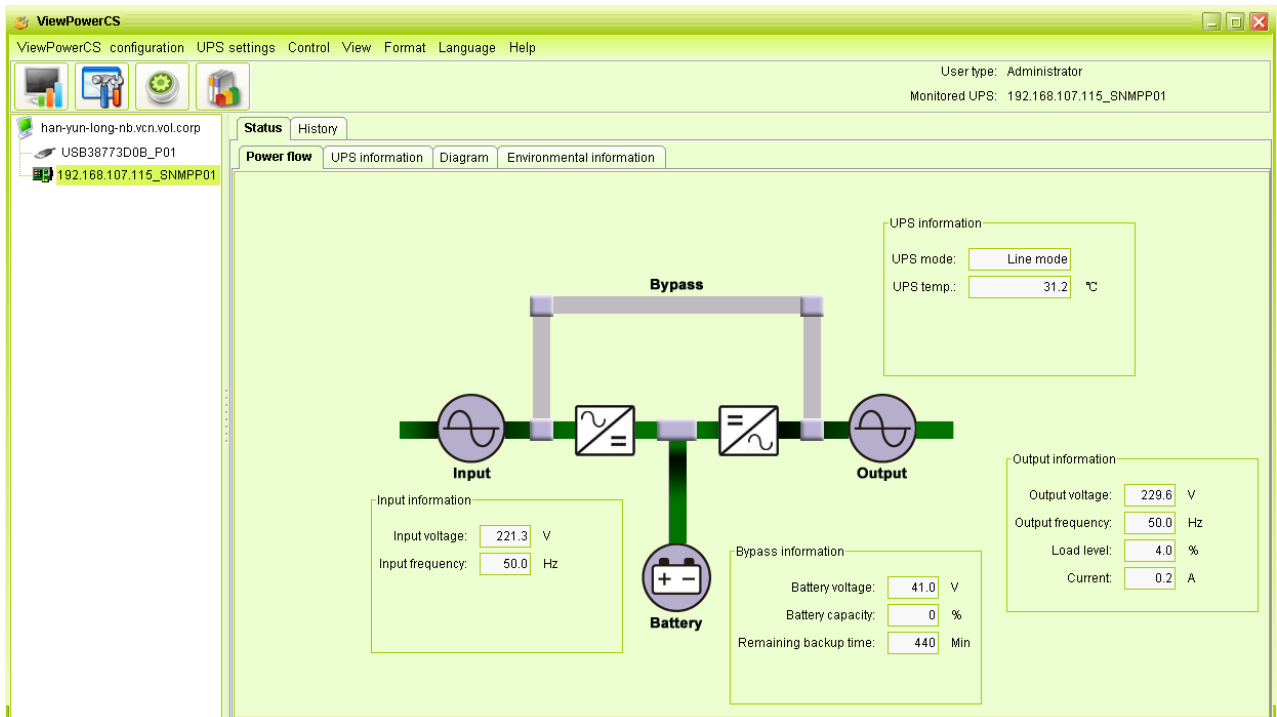 ViewPowerCS
ViewPowerCS configuration UPS settings Control View Format Language Help
User type: Administrator
Monitored UPS: 192.168.107.115_SNMPP01
han-yun-long-nb.vcn.vol.corp
USB38773D0B_P01
192.168.107.115_SNMPP01
Status History
Power flow UPS information Diagram Environmental information
UPS information
UPS mode: Line mode
UPS temp.: 31.2 °C
Bypass
Input
Output
Input information
Input voltage: 221.3 V
Input frequency: 50.0 Hz
Battery
Bypass information
Battery voltage: 41.0 V
Battery capacity: 0 %
Remaining backup time: 440 Min
Output information
Output voltage: 229.6 V
Output frequency: 50.0 Hz
Load level: 4.0 %
Current: 0.2 A